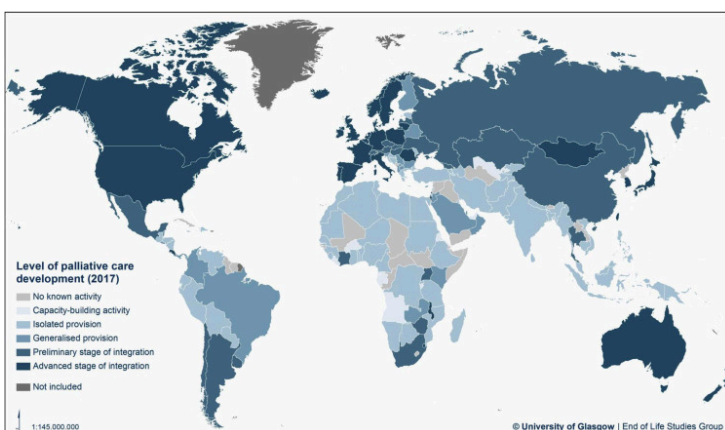 Level of palliative care
development (2017)
No known activity
Capacity-building activity
Isolated provision
Generalised provision
Preliminary stage of integration
Advanced stage of integration
Not included
1:145.000.000
© University of Glasgow | End of Life Studies Group